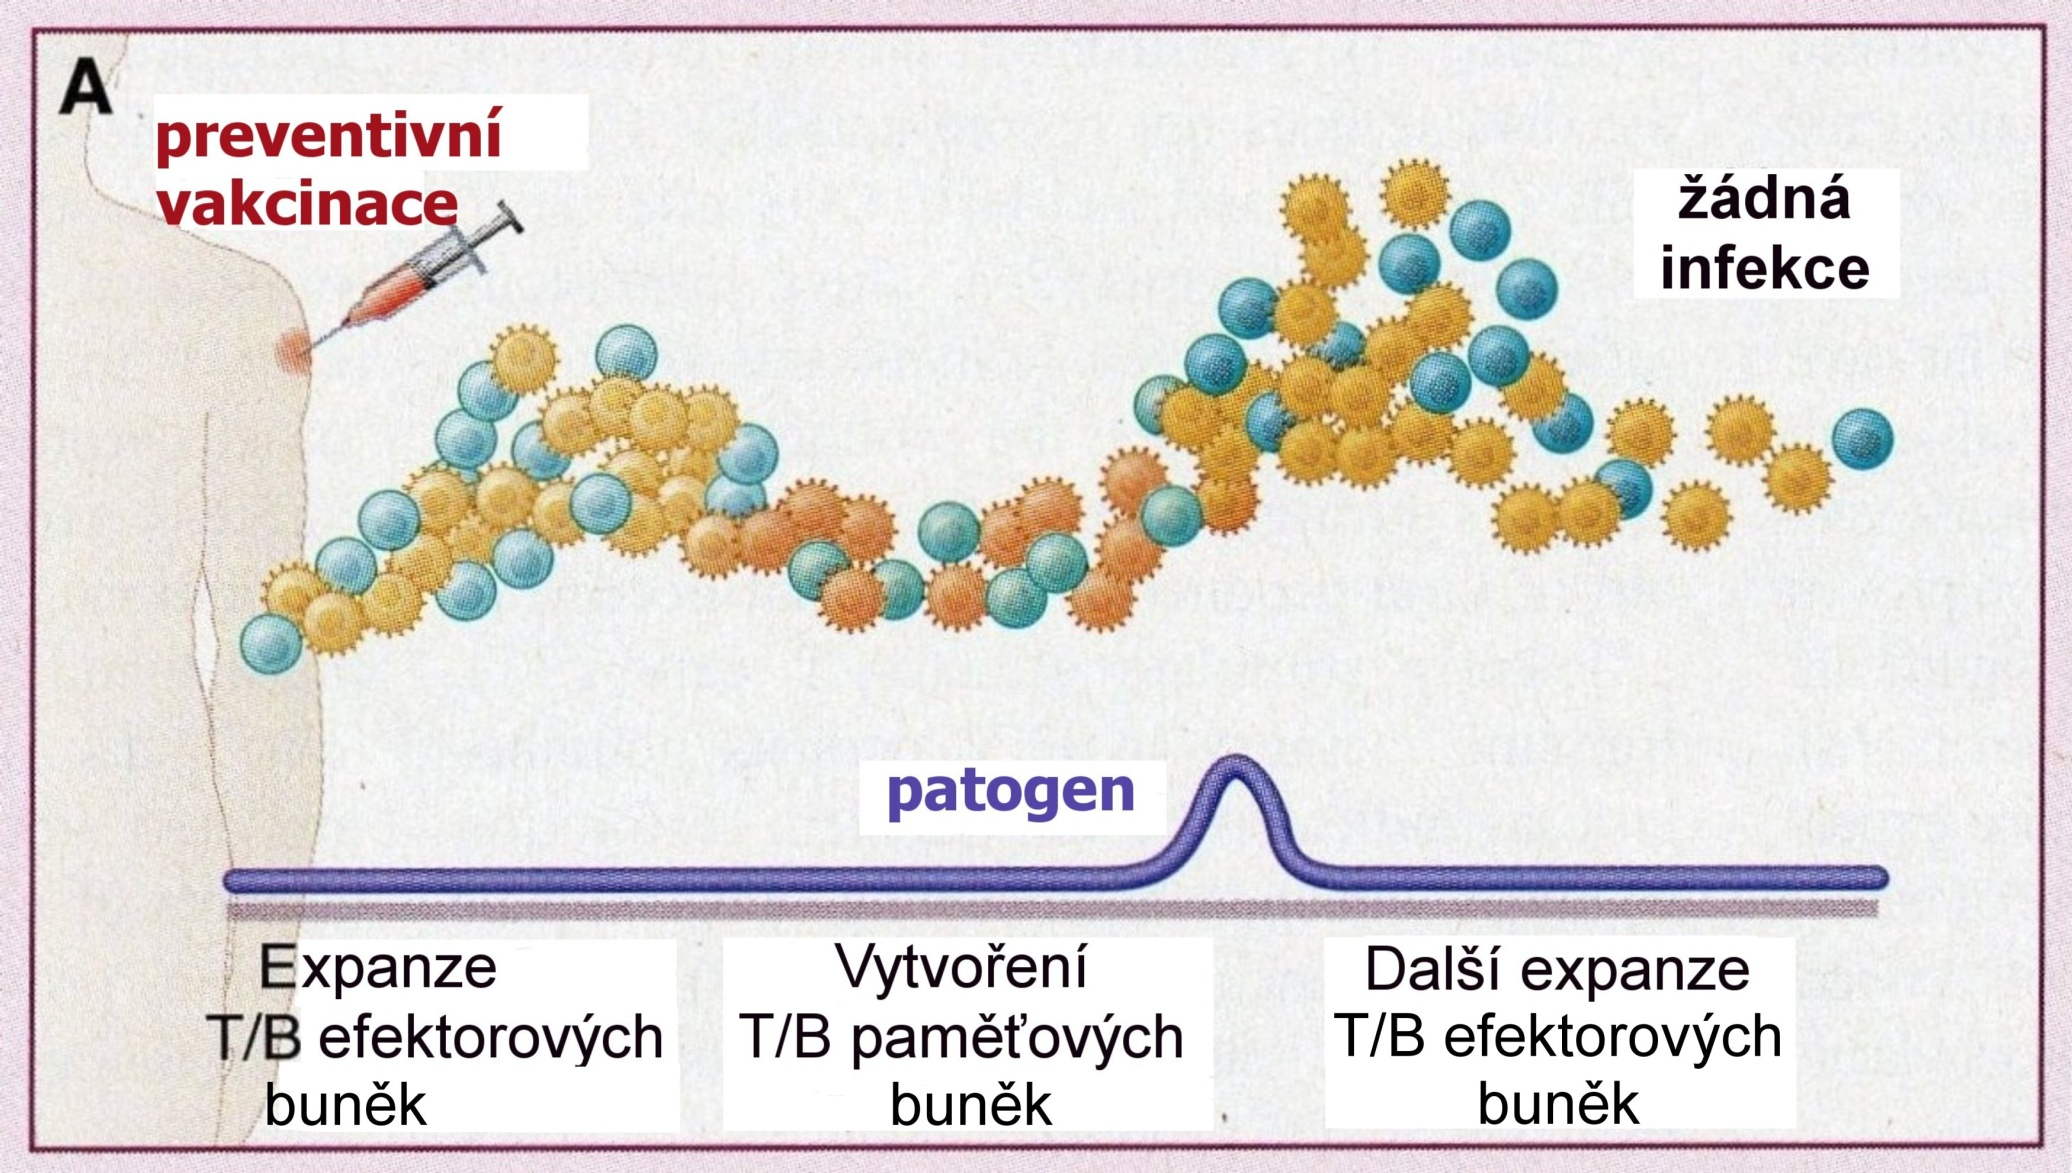 A
preventivní
vakcinace
žádná
infekce
patogen
Expanze
T/B efektorových
buněk
Vytvoření
T/B paměťových
buněk
Další expanze
T/B efektorových
buněk